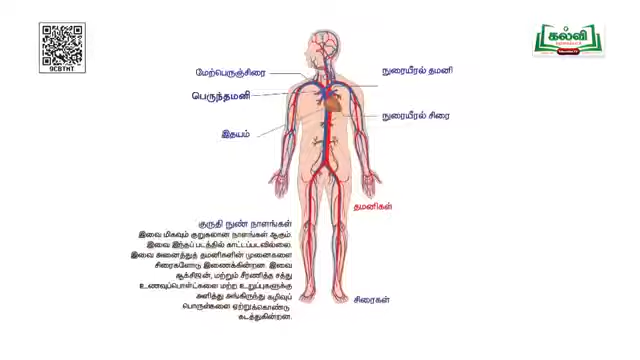 9CBTHT
கல்வி
மேற்பெருஞ்சிரை
நுரையீரல் தமனி
பெருந்தமனி
நுரையீரல் சிரை
இதயம்
தமனிகள்
குருதி நுண் நாளங்கள்
இவை மிகவும் குறுகலான நாளங்கள் ஆகும்.
இவை இந்தப் படத்தில் காட்டப்படவில்லை.
இவை அனைத்துத் தமனிகளின் முனைகளை
சிரைகளோடு இணைக்கின்றன. இவை
ஆக்சிஜன், மற்றும் சீரணித்த சத்து
உணவுப்பொள்ட்களை மற்ற உறுப்புகளுக்கு
அளித்து அங்கிருந்து கழிவுப்
பொருள்களை ஏற்றுக்கொண்டு
கடத்துகின்றன.
சிரைகள்